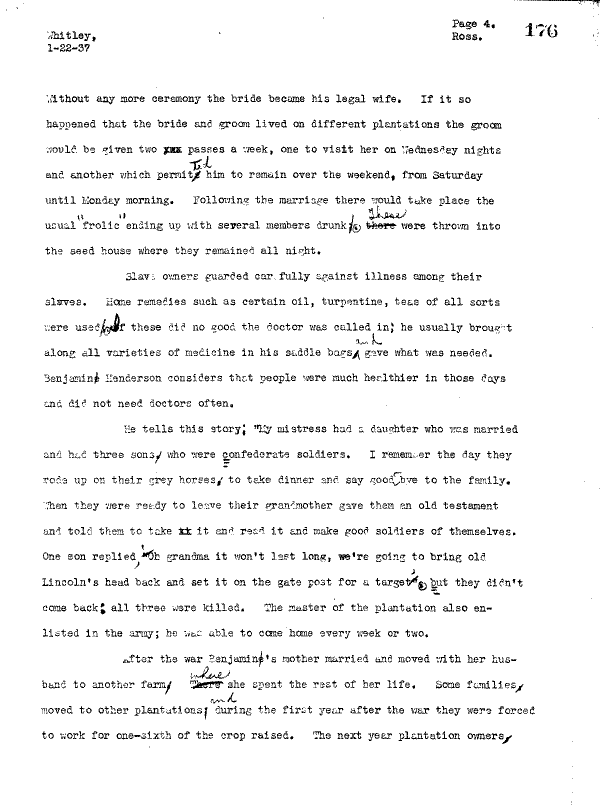 Whitley,
1-22-37
Page 4.
Ross.
176
Without any more ceremony the bride became his legal wife. If it so
happened that the bride and groom lived on different plantations the groom
would be given two xxx passes a week, one to visit her on Wednesday nights
and another which permitted him to remain over the weekend, from Saturday
until Monday morning. Following the marriage there would take place the
usual "frolic" ending up with several members drunk. These there were thrown into
the seed house where they remained all night.
Slave owners guarded carefully against illness among their
slaves. Home remedies such as certain oil, turpentine, teas of all sorts
were used. If these did no good the doctor was called in; he usually brought
along all varieties of medicine in his saddle bags and gave what was needed.
Benjamin Henderson considers that people were much healthier in those days
and did not need doctors often.
He tells this story: "My mistress had a daughter who was married
and had three sons who were confederate soldiers. I remember the day they
rode up on their grey horses, to take dinner and say good bye to the family.
When they were ready to leave their grandmother gave them an old testament
and told them to take it it and read it and make good soldiers of themselves.
One son replied, 'Oh grandma it won't last long, we're going to bring old
Lincoln's head back and set it on the gate post for a target.' but they didn't
come back: all three were killed. The master of the plantation also en-
listed in the army; he was able to come home every week or two.
After the war Benjamin's mother married and moved with her hus-
band to another farm where There she spent the rest of her life. Some families
moved to other plantations; and during the first year after the war they were forced
to work for one-sixth of the crop raised. The next year plantation owners